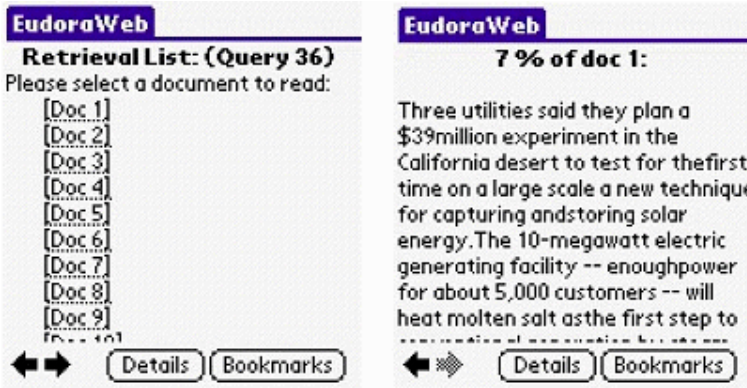 EudoraWeb
Retrieval List: (Query 36)
Please select a document to read:
[Doc 1]
[Doc 2]
[Doc 3]
[Doc 4]
[Doc 5]
[Doc 6]
[Doc 7]
[Doc 8]
[Doc 9]
[Doc 10]
Details
Bookmarks
EudoraWeb
7 % of doc 1:
Three utilities said they plan a
$39million experiment in the
California desert to test for thefirst
time on a large scale a new technique
for capturing andstoring solar
energy.The 10-megawatt electric
generating facility -- enoughpower
for about 5,000 customers -- will
heat molten salt asthe first step to
Details
Bookmarks